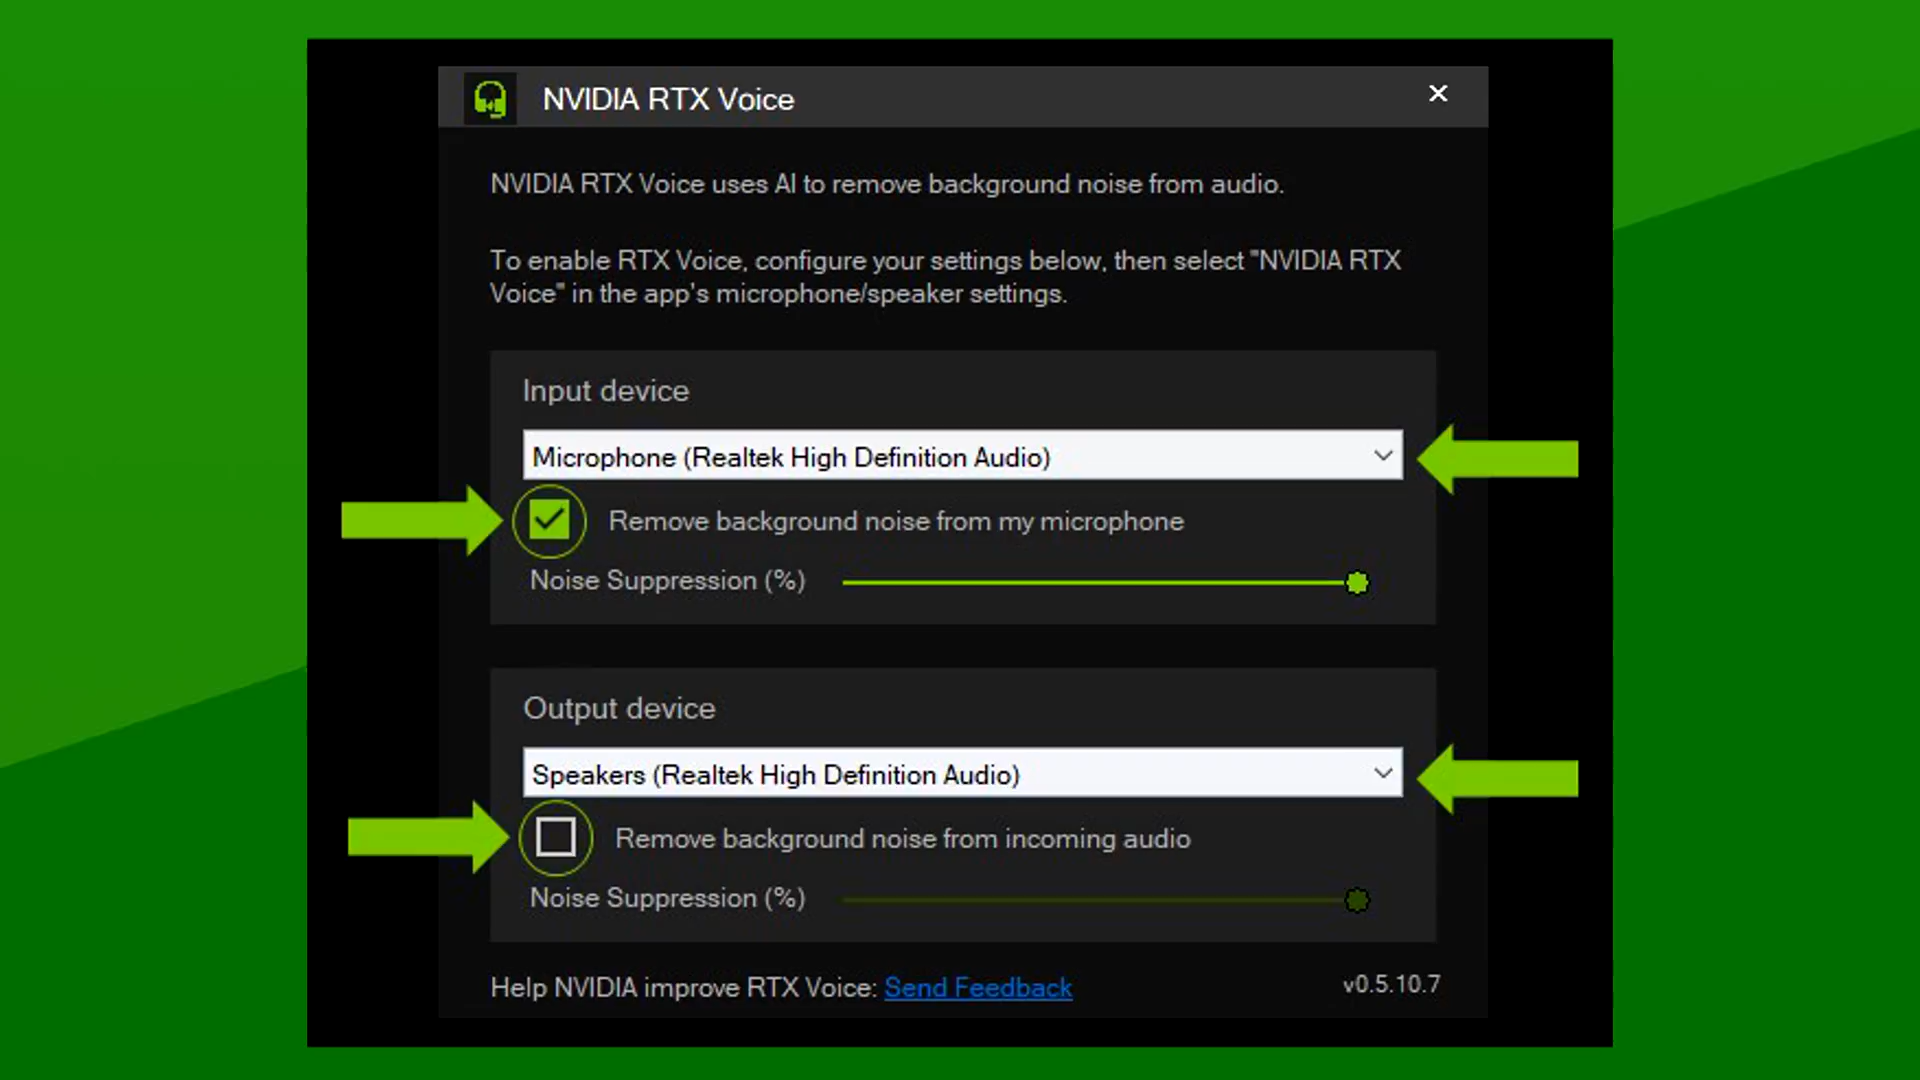 NVIDIA RTX Voice
NVIDIA RTX Voice uses AI to remove background noise from audio.
To enable RTX Voice, configure your settings below, then select "NVIDIA RTX
Voice" in the app's microphone/speaker settings.
Input device
Microphone (Realtek High Definition Audio)
Remove background noise from my microphone
Noise Suppression (%)
Output device
Speakers (Realtek High Definition Audio)
Remove background noise from incoming audio
Noise Suppression (%)
Help NVIDIA improve RTX Voice: Send Feedback
v0.5.10.7